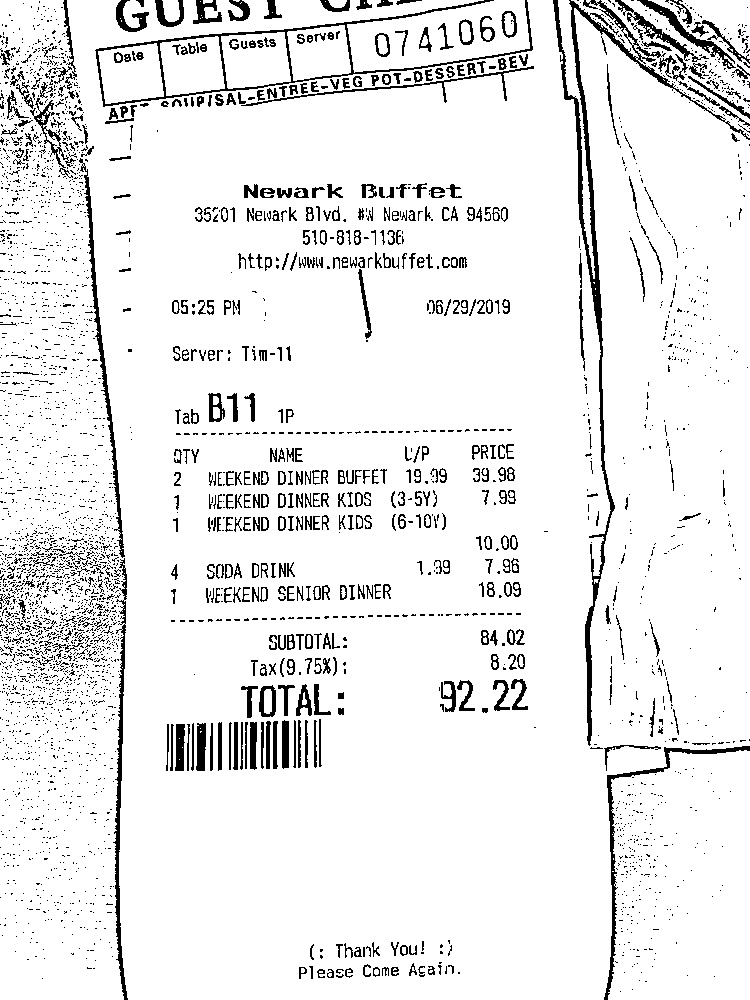 GUEST
Date Table Guests Server 0741060
SOUP/SAL-ENTREE-VEG POT-DESSERT-BEV
Newark Buffet
35201 Newark Blvd. #W Newark CA 94560
510-818-1136
http://www.newarkbuffet.com
05:25 PM 06/29/2019
Server: Tim-11
Tab B11 1P
QTY NAME U/P PRICE
2 WEEKEND DINNER BUFFET 19.99 39.98
1 WEEKEND DINNER KIDS (3-5Y) 7.99
1 WEEKEND DINNER KIDS (6-10Y)
10.00
4 SODA DRINK 1.99 7.96
1 WEEKEND SENIOR DINNER 18.09
SUBTOTAL: 84.02
Tax(9.75%): 8.20
TOTAL: 92.22
(: Thank You! :)
Please Come Again.